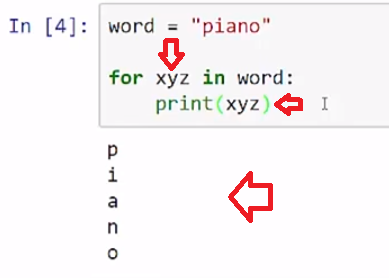 In [4]: word = "piano"
for xyz in word:
print(xyz)
p
i
a
n
o